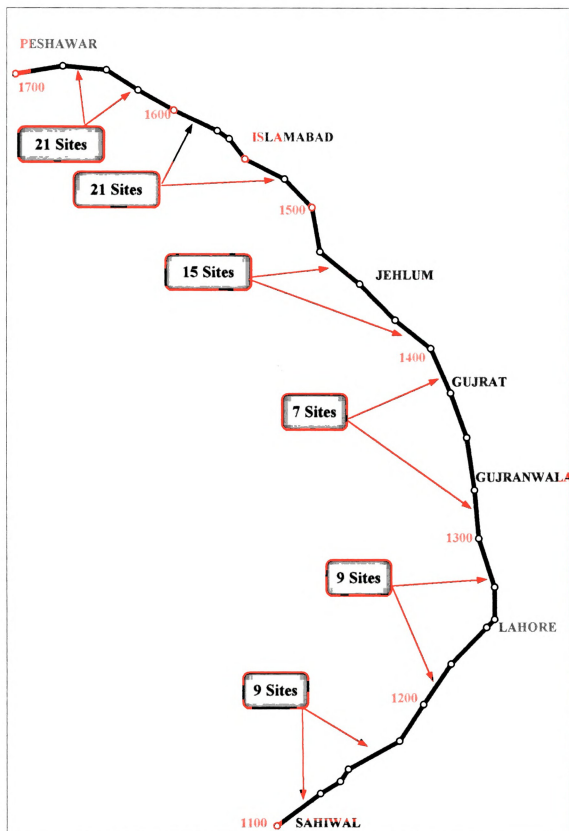 PESHAWAR
1700
1600
21 Sites
ISLAMABAD
21 Sites
1500
15 Sites
JEHLUM
1400
GUJRAT
7 Sites
GUJRANWALA
1300
9 Sites
LAHORE
9 Sites
1200
1100
SAHIWAL